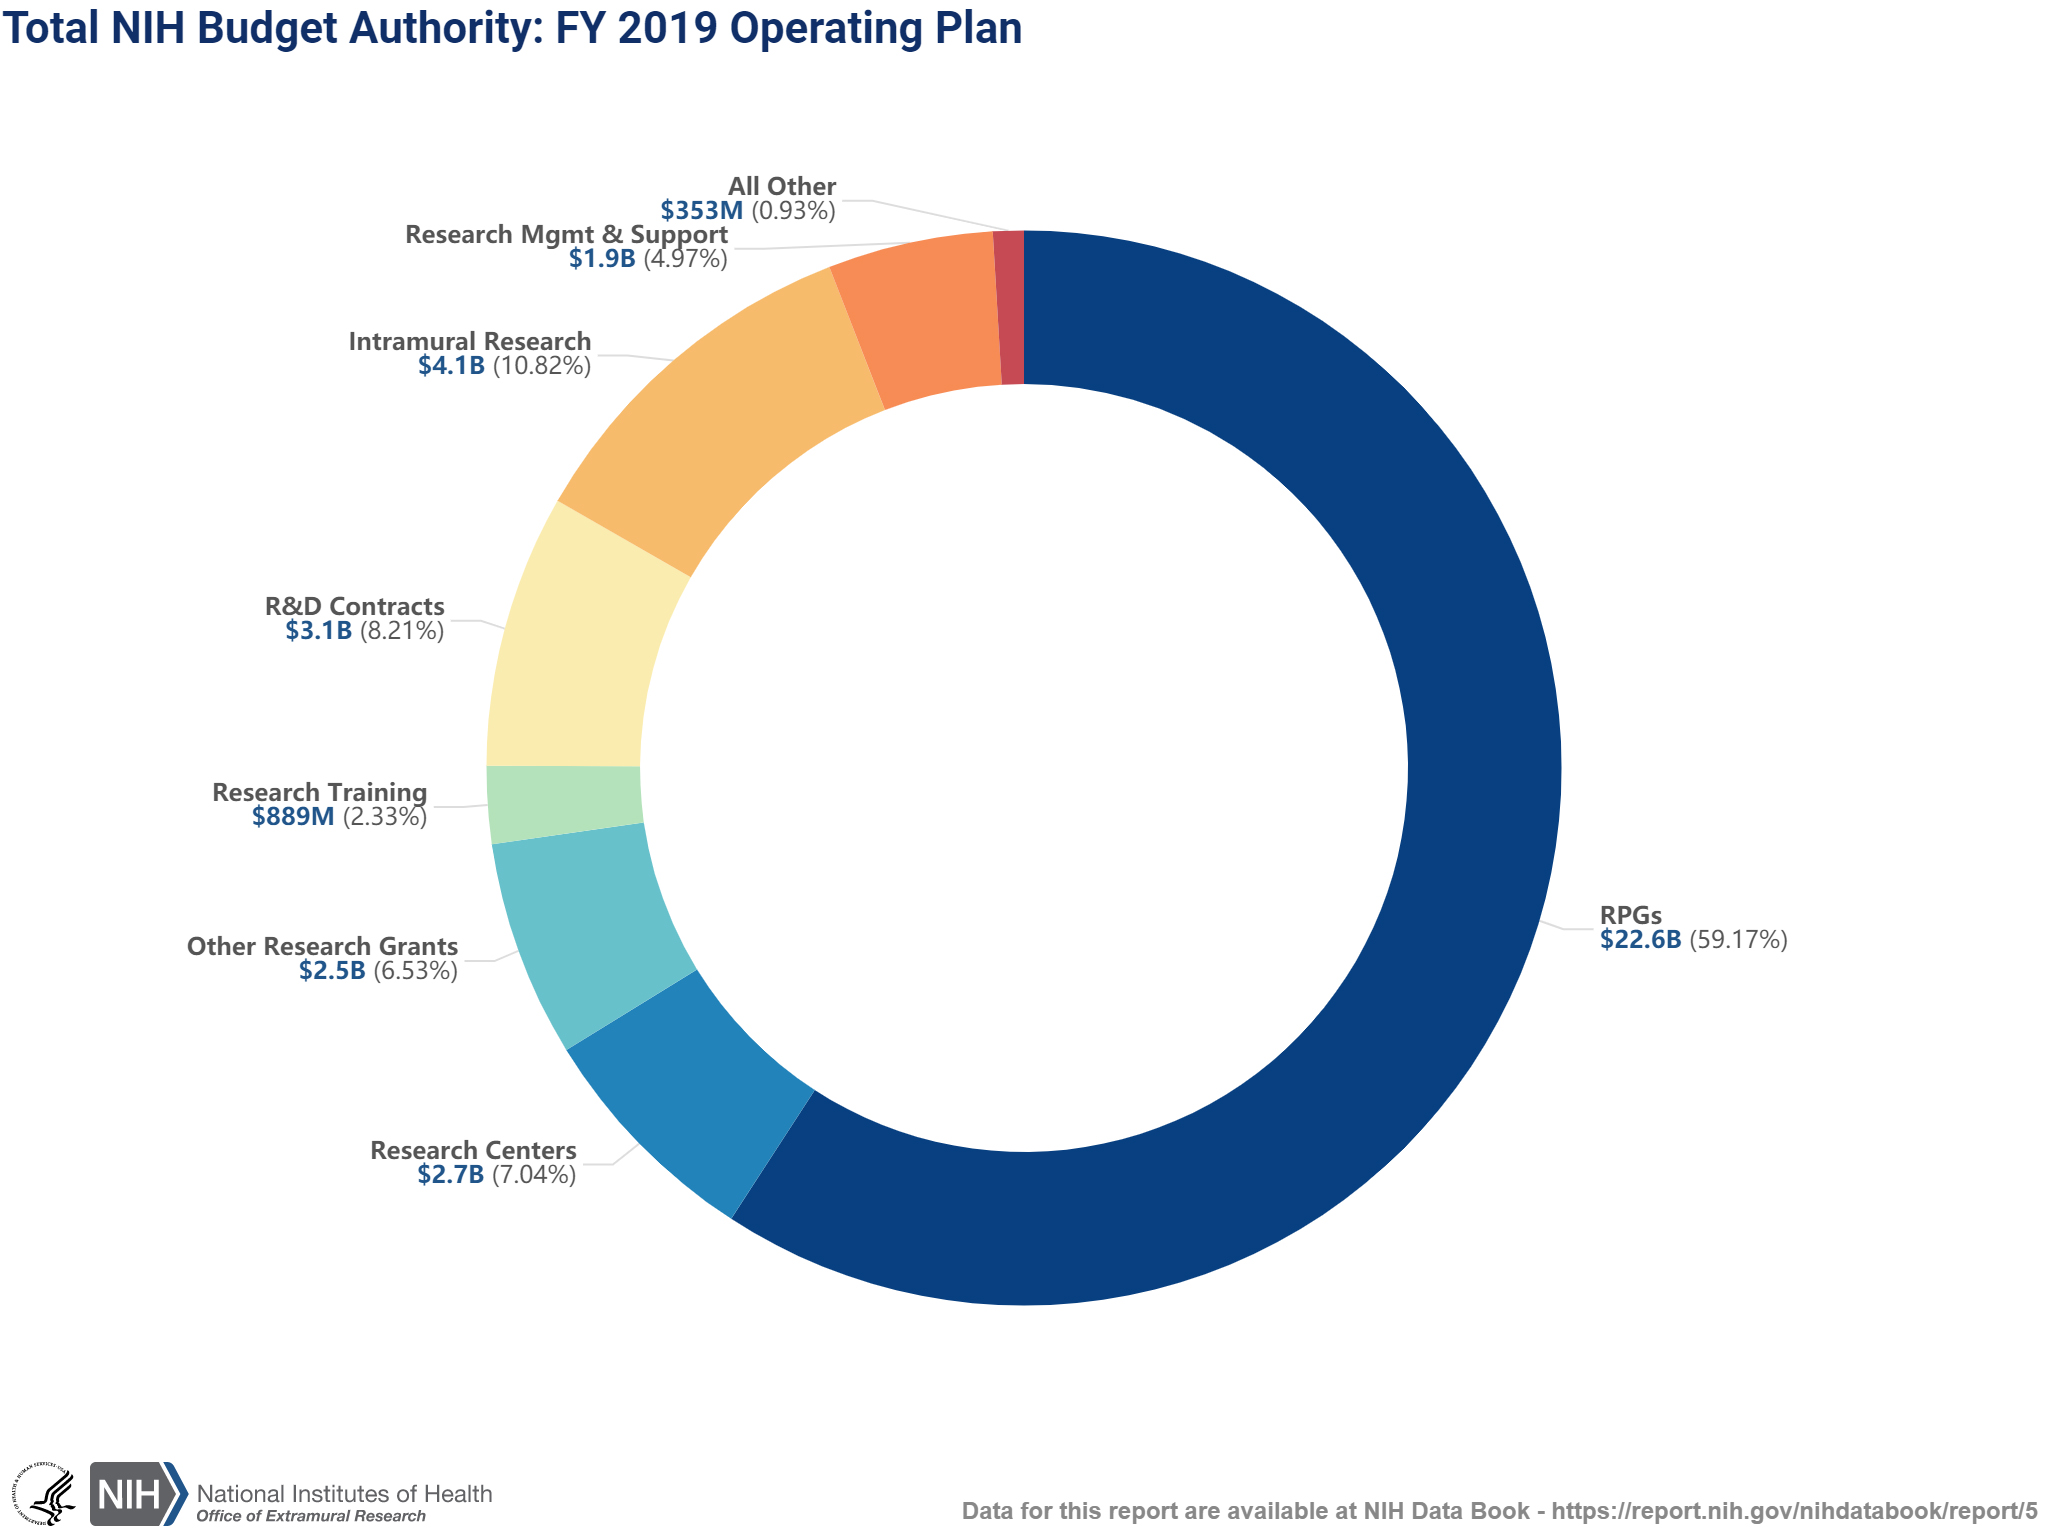 Total NIH Budget Authority: FY 2019 Operating Plan
All Other
$353M (0.93%)
Research Mgmt & Support
$1.9B (4.97%)
Intramural Research
$4.1B (10.82%)
R&D Contracts
$3.1B (8.21%)
Research Training
$889M (2.33%)
RPGs
$22.6B (59.17%)
Other Research Grants
$2.5B (6.53%)
Research Centers
$2.7B (7.04%)
NIH
National Institutes of Health
Office of Extramural Research
Data for this report are available at NIH Data Book - https://report.nih.gov/nihdatabook/report/5